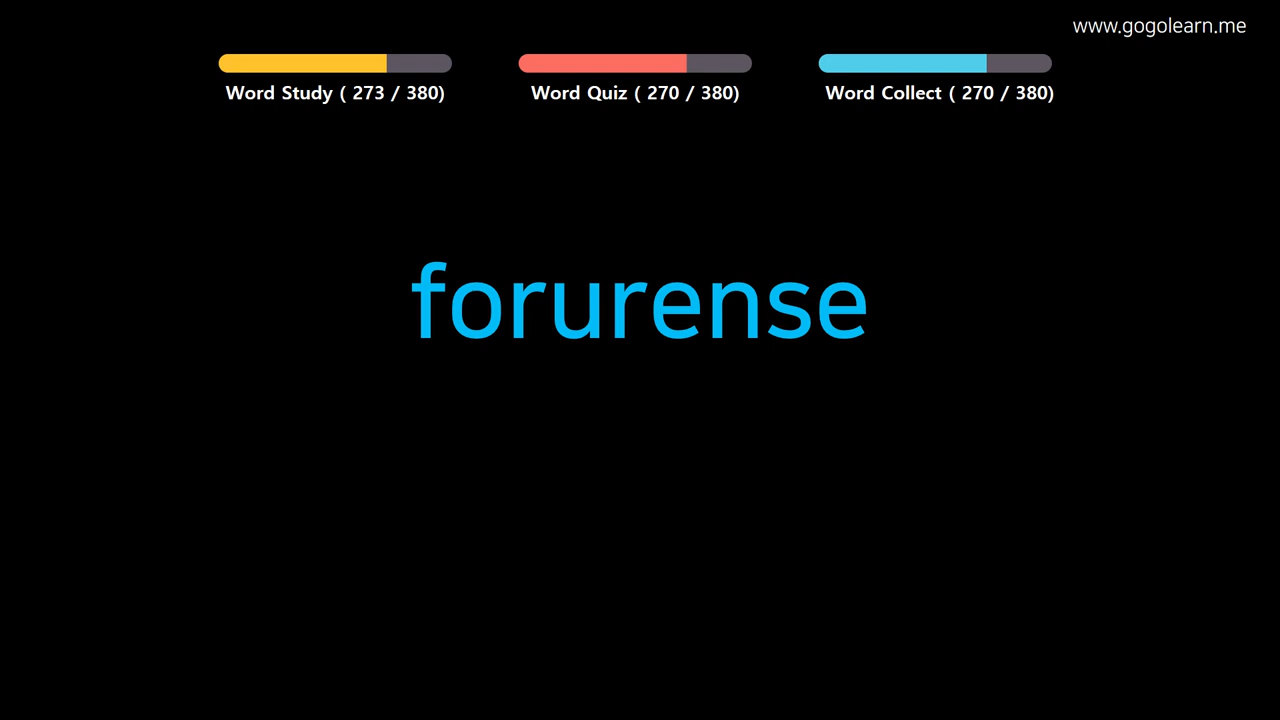 www.gogolearn.me
Word Study ( 273 / 380)
Word Quiz ( 270 / 380)
Word Collect ( 270 / 380)
forurense